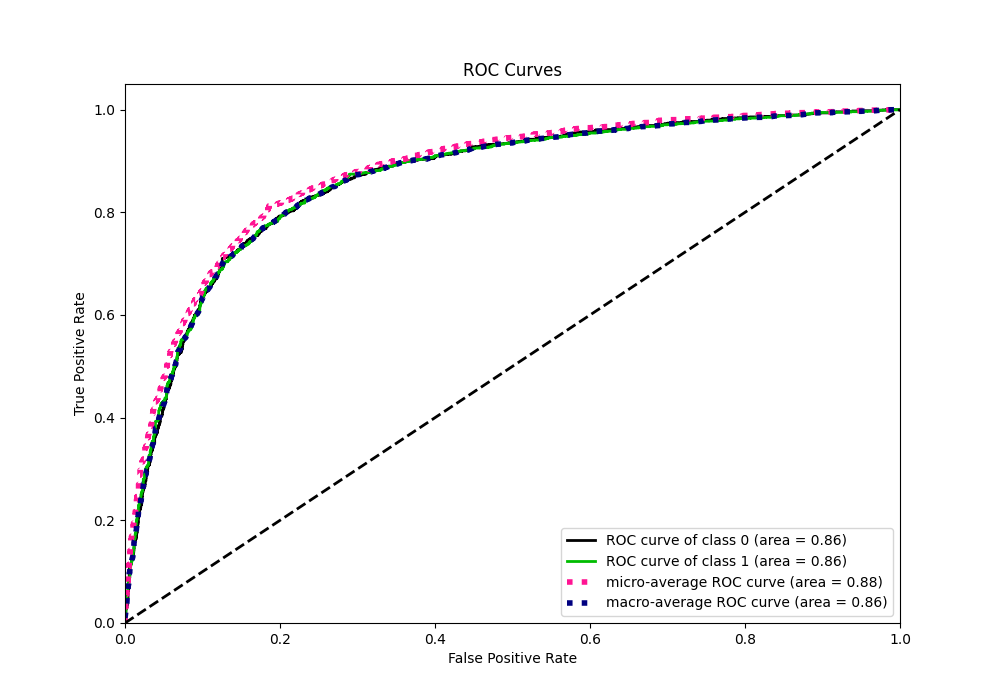 ROC Curves
True Positive Rate
1.0
0.8
0.6
0.4
0.2
0.0
ROC curve of class 0 (area = 0.86)
ROC curve of class 1 (area = 0.86)
micro-average ROC curve (area = 0.88)
macro-average ROC curve (area = 0.86)
0.0 0.2 0.4 0.6 0.8 1.0
False Positive Rate